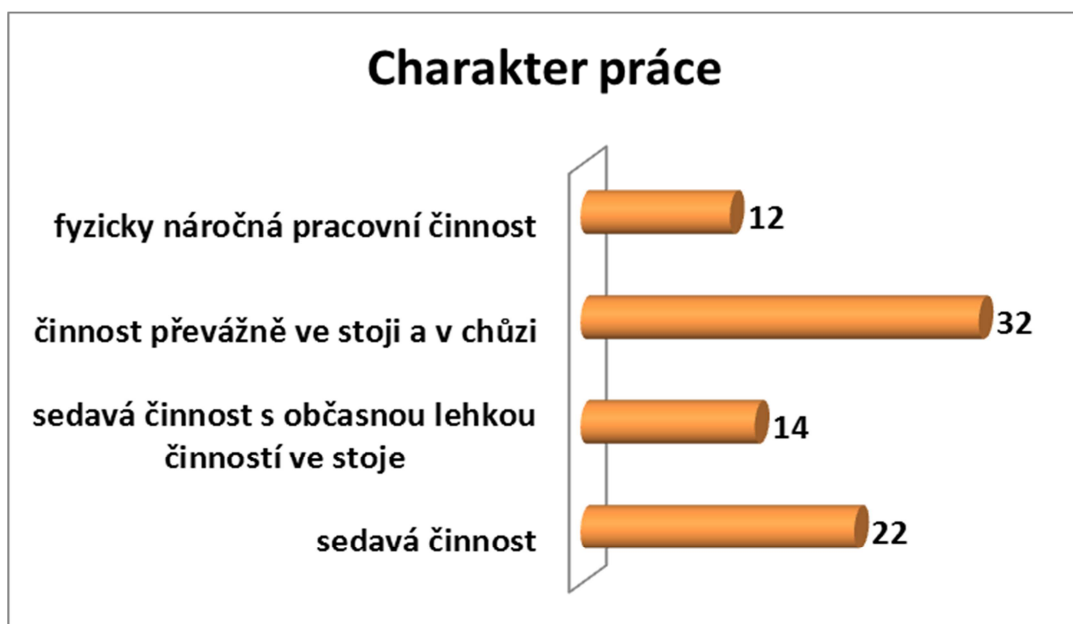 Charakter práce
fyzicky náročná pracovní činnost
12
činnost převážně ve stoji a v chůzi
32
sedavá činnost s občasnou lehkou
činností ve stoje
14
sedavá činnost
22